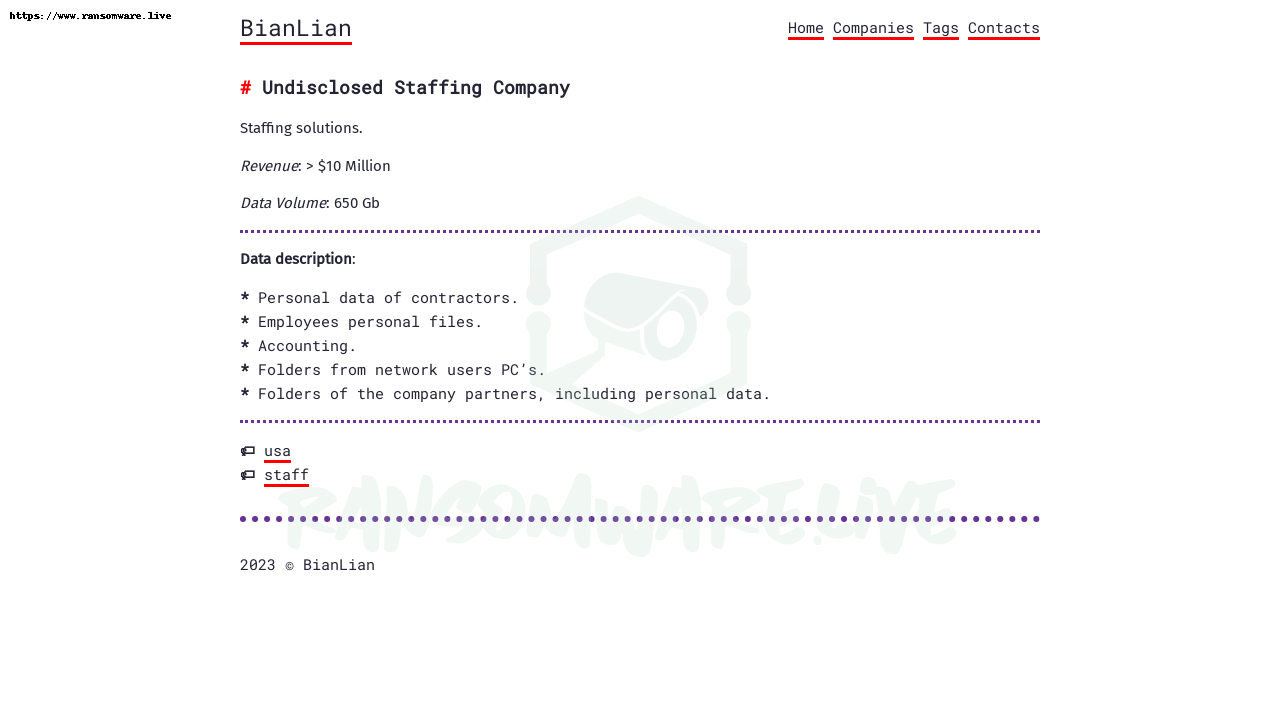 https://www.ransomware.live
BianLian
Home Companies Tags Contacts
# Undisclosed Staffing Company
Staffing solutions.
Revenue: > $10 Million
Data Volume: 650 Gb
Data description:
* Personal data of contractors.
* Employees personal files.
* Accounting.
* Folders from network users PC’s.
* Folders of the company partners, including personal data.
usa
staff
RANSOMWARE.LIVE
2023 © BianLian